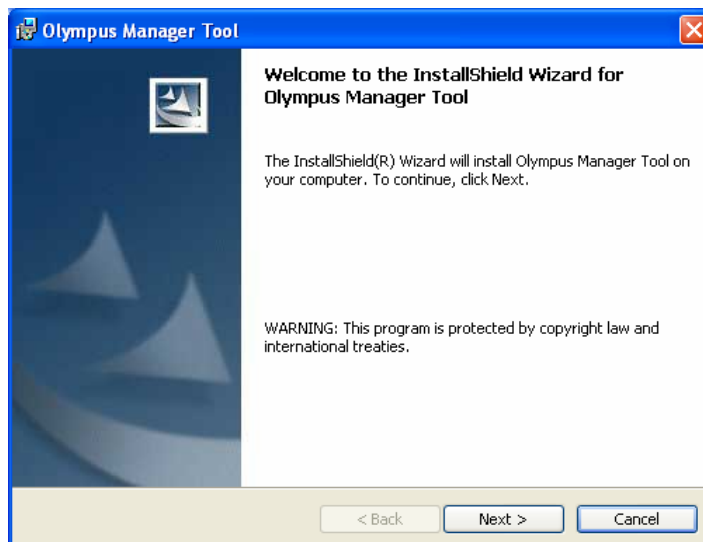 Olympus Manager Tool
Welcome to the InstallShield Wizard for
Olympus Manager Tool
The InstallShield(R) Wizard will install Olympus Manager Tool on
your computer. To continue, click Next.
WARNING: This program is protected by copyright law and
international treaties.
< Back
Next >
Cancel